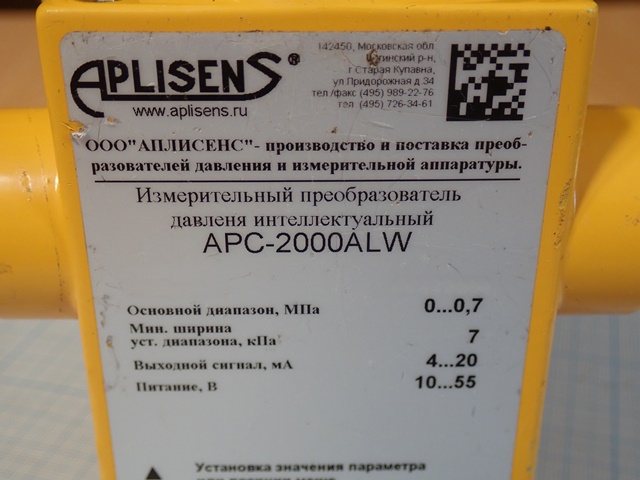 APLISENS®
www.aplisens.ru
142450, Московская обл
Ногинский р-н,
г Старая Купавна,
ул Придорожная д 34
тел /факс (495) 989-22-76
тел (495) 726-34-61
ООО"АПЛИСЕНС"- производство и поставка преоб-
разователей давления и измерительной аппаратуры.
Измерительный преобразователь
давленя интеллектуальный
APC-2000ALW
Основной диапазон, МПа 0...0,7
Мин. ширина
уст. диапазона, кПа 7
Выходной сигнал, мА 4...20
Питание, В 10...55
Установка значения параметра